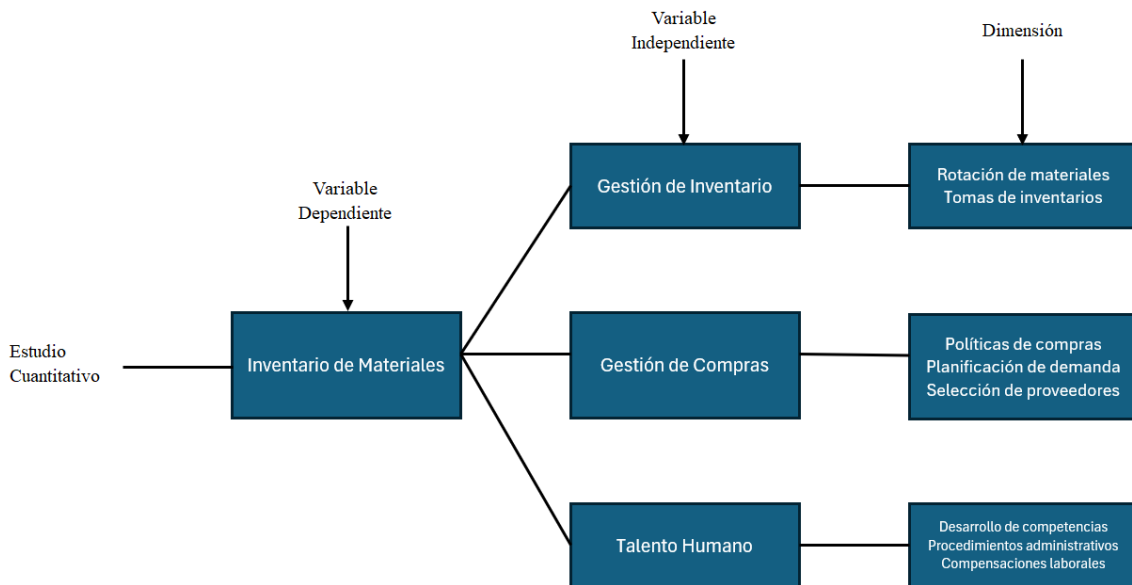 Variable
Independiente
Dimensión
Variable
Dependiente
Estudio
Cuantitativo
Inventario de Materiales
Gestión de Inventario
Rotación de materiales
Tomas de inventarios
Gestión de Compras
Políticas de compras
Planificación de demanda
Selección de proveedores
Talento Humano
Desarrollo de competencias
Procedimientos administrativos
Compensaciones laborales